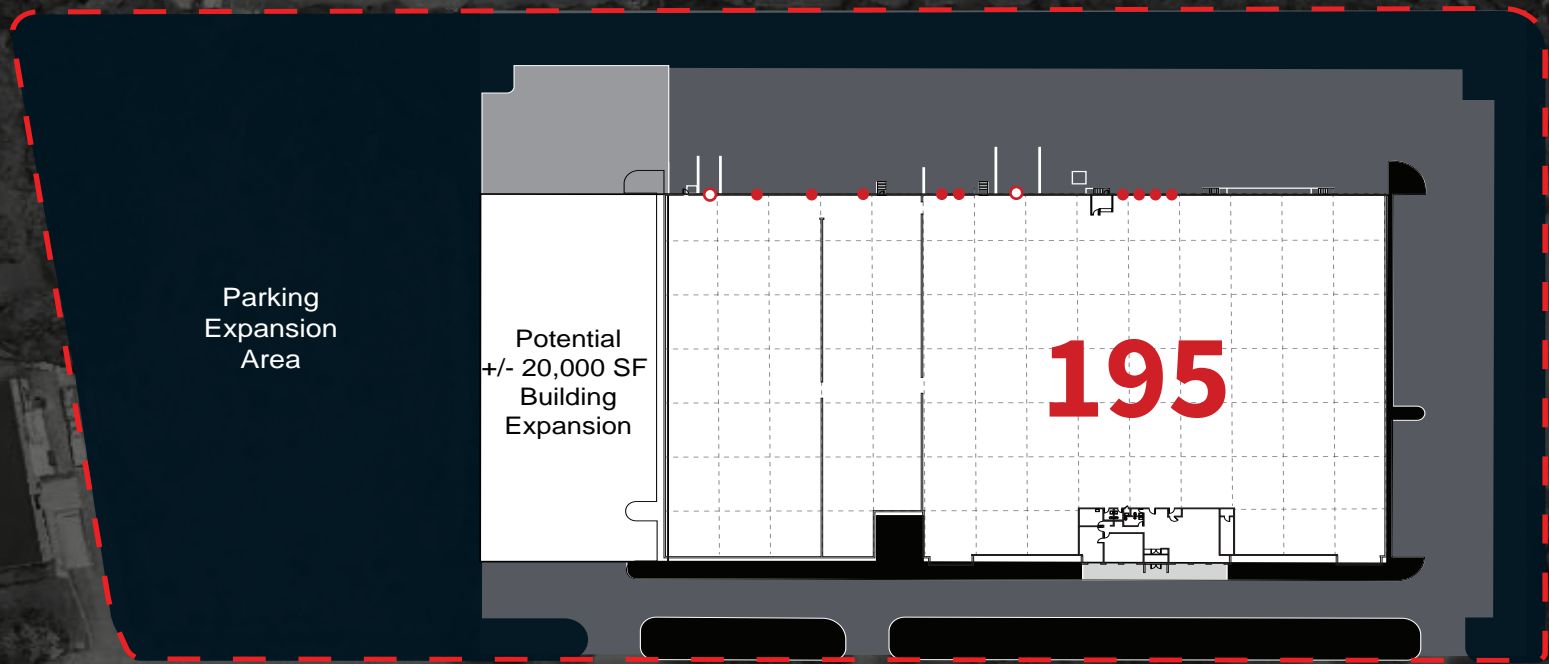 Parking
Expansion
Area
Potential
+/- 20,000 SF
Building
Expansion
195